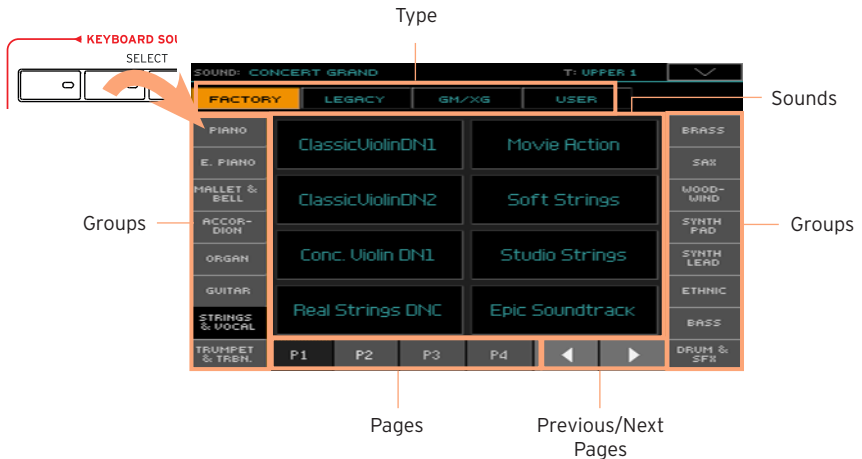 Type
KEYBOARD SOU
SELECT
SOUND: CONCERT GRAND
T: UPPER 1
FACTORY
LEGACY
GM/XG
USER
Sounds
PIANO
E. PIANO
MALLET &
BELL
ACCOR-
DION
ORGAN
GUITAR
STRINGS
& VOCAL
TRUMPET
& TRBN.
Groups
ClassicViolinDN1
Movie Action
ClassicViolinDN2
Soft Strings
Conc. Violin DN1
Studio Strings
Real Strings DNC
Epic Soundtrack
BRASS
SAX
WOOD-
WIND
SYNTH
PAD
SYNTH
LEAD
ETHNIC
BASS
DRUM &
SFX
Groups
P1
P2
P3
P4
Pages
Previous/Next
Pages